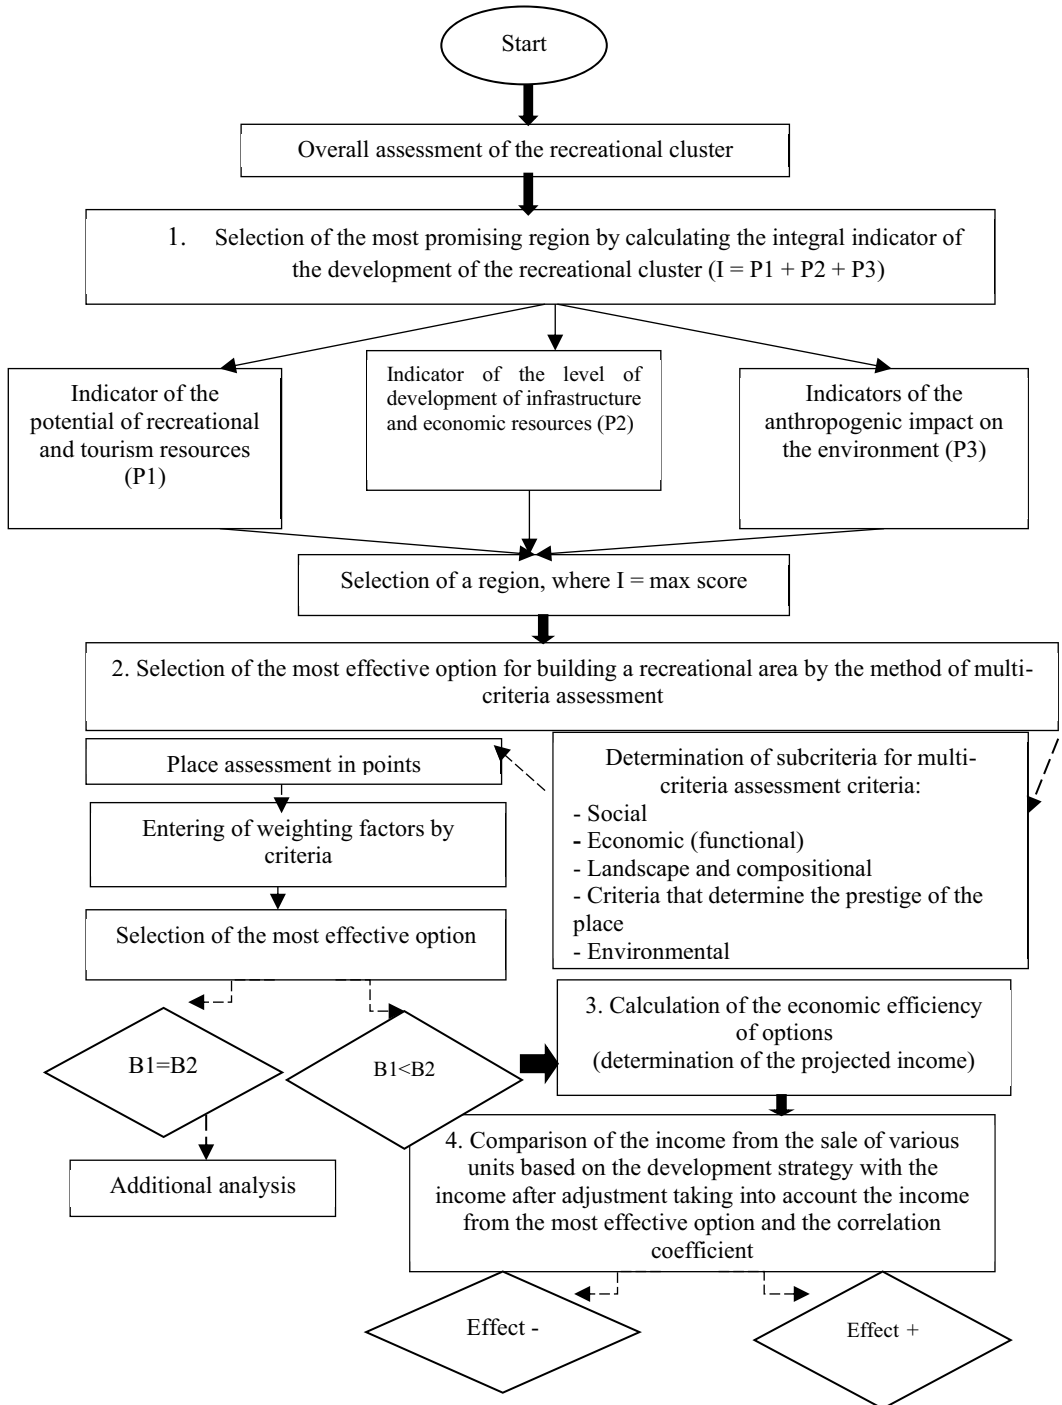 Start
Overall assessment of the recreational cluster
1. Selection of the most promising region by calculating the integral indicator of
the development of the recreational cluster (I = P1 + P2 + P3)
Indicator of the
potential of recreational
and tourism resources
(P1)
Indicator of the level of
development of infrastructure
and economic resources (P2)
Indicators of the
anthropogenic impact on
the environment (P3)
Selection of a region, where I = max score
2. Selection of the most effective option for building a recreational area by the method of multi-
criteria assessment
Place assessment in points
Entering of weighting factors by
criteria
Selection of the most effective option
Determination of subcriteria for multi-
criteria assessment criteria:
- Social
- Economic (functional)
- Landscape and compositional
- Criteria that determine the prestige of the
place
- Environmental
B1=B2
B1<B2
3. Calculation of the economic efficiency
of options
(determination of the projected income)
Additional analysis
4. Comparison of the income from the sale of various
units based on the development strategy with the
income after adjustment taking into account the income
from the most effective option and the correlation
coefficient
Effect -
Effect +